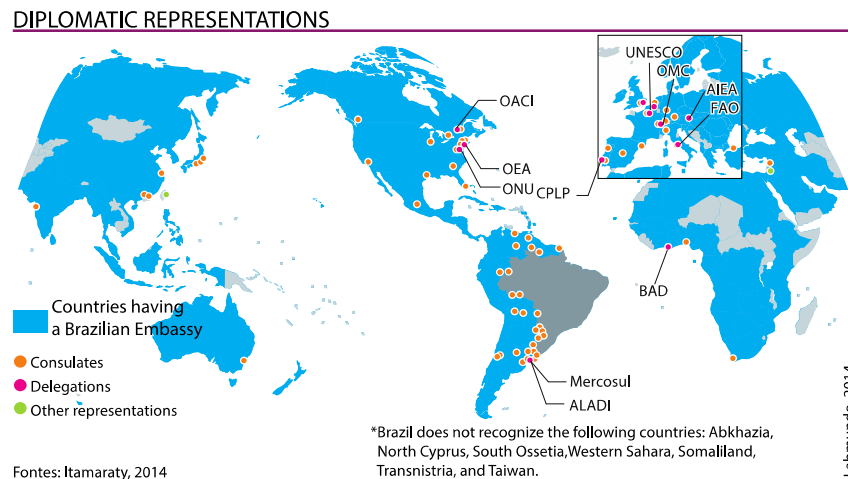 DIPLOMATIC REPRESENTATIONS
UNESCO
OMC
AIEA
FAO
OACI
OEA
ONU
CPLP
BAD
Countries having
a Brazilian Embassy
Consulates
Delegations
Other representations
Mercosul
ALADI
*Brazil does not recognize the following countries: Abkhazia,
North Cyprus, South Ossetia,Western Sahara, Somaliland,
Transnistria, and Taiwan.
Fontes: Itamaraty, 2014
2014